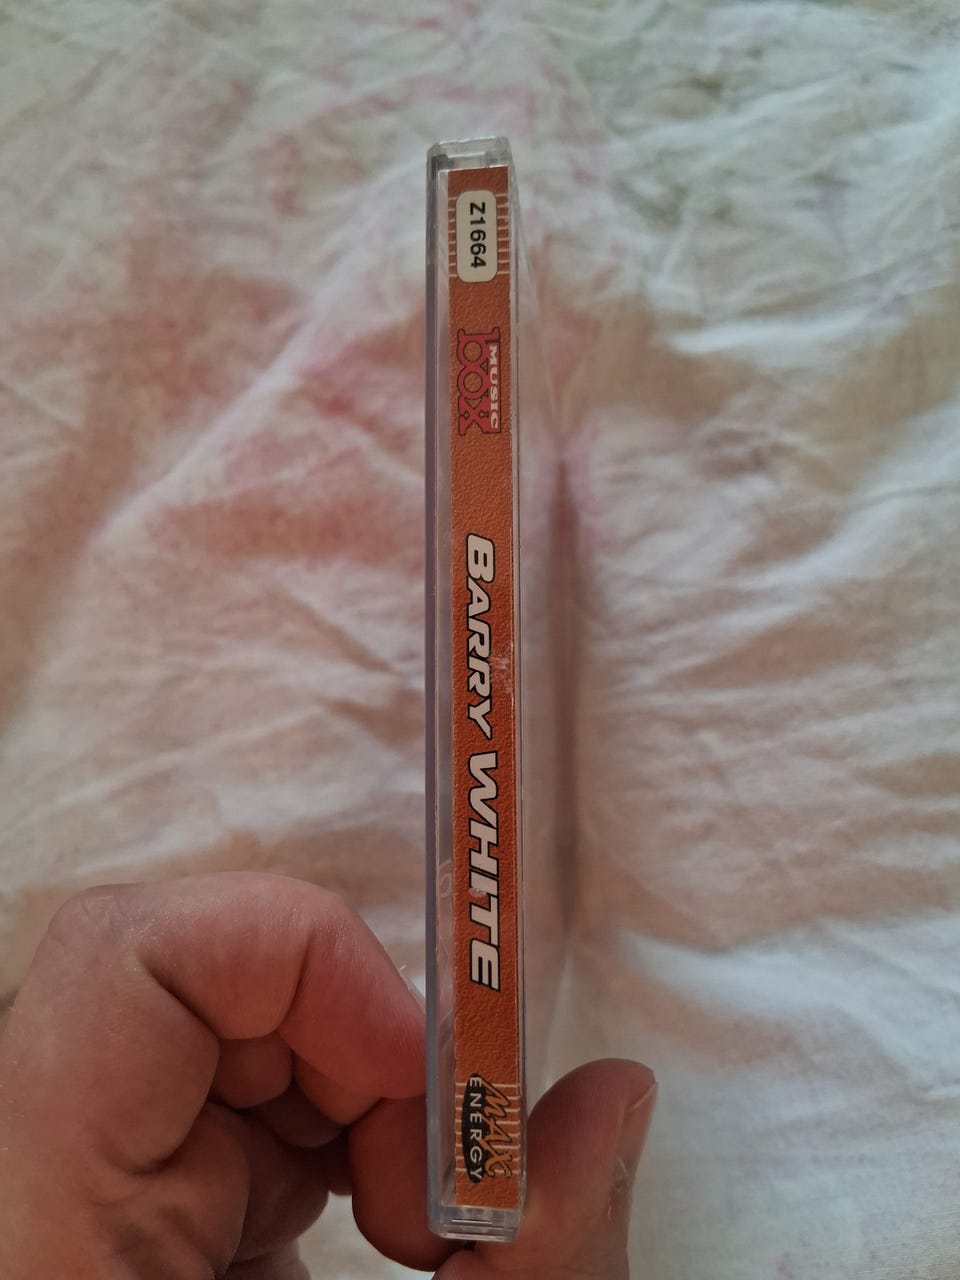 Z1664
MUSIC
box
BARRY WHITE
MAX
ENERGY